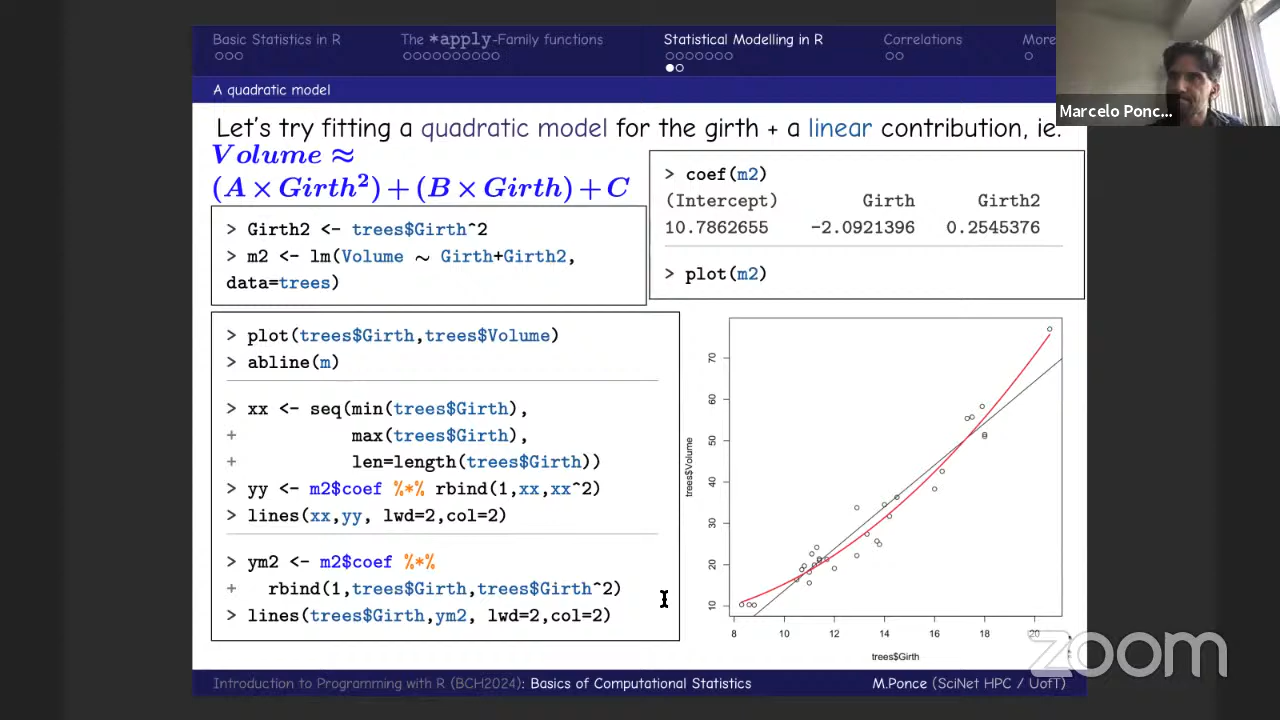 Basic Statistics in R
The *apply-Family functions
Statistical Modelling in R
Correlations
More
A quadratic model
Marcelo Ponc...
Let's try fitting a quadratic model for the girth + a linear contribution, ie.
Volume ≈
(A × Girth²) + (B × Girth) + C
> Girth2 <- trees$Girth^2
> m2 <- lm(Volume ~ Girth+Girth2,
data=trees)
> coef(m2)
(Intercept) Girth Girth2
10.7862655 -2.0921396 0.2545376
> plot(m2)
> plot(trees$Girth,trees$Volume)
> abline(m)
> xx <- seq(min(trees$Girth),
+ max(trees$Girth),
+ len=length(trees$Girth))
> yy <- m2$coef %*% rbind(1,xx,xx^2)
> lines(xx,yy, lwd=2,col=2)
> ym2 <- m2$coef %*%
+ rbind(1,trees$Girth,trees$Girth^2)
> lines(trees$Girth,ym2, lwd=2,col=2)
70
60
50
40
30
20
10
trees$Volume
8 10 12 14 16 18 20
trees$Girth
zoom
Introduction to Programming with R (BCH2024): Basics of Computational Statistics
M.Ponce (SciNet HPC / UofT)